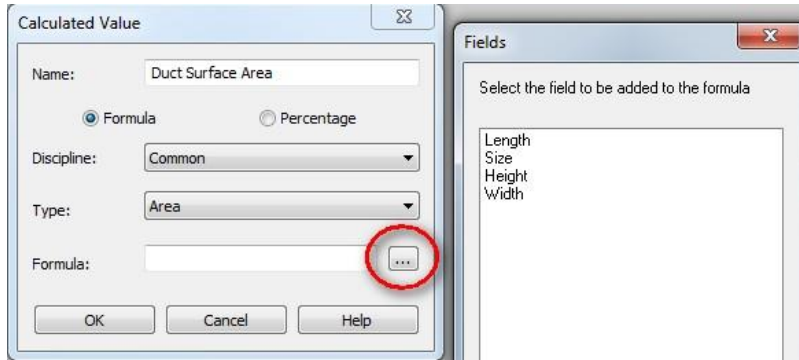 Calculated Value
Name: Duct Surface Area
Formula Percentage
Discipline: Common
Type: Area
Formula: ...
OK Cancel Help
Fields
Select the field to be added to the formula
Length
Size
Height
Width